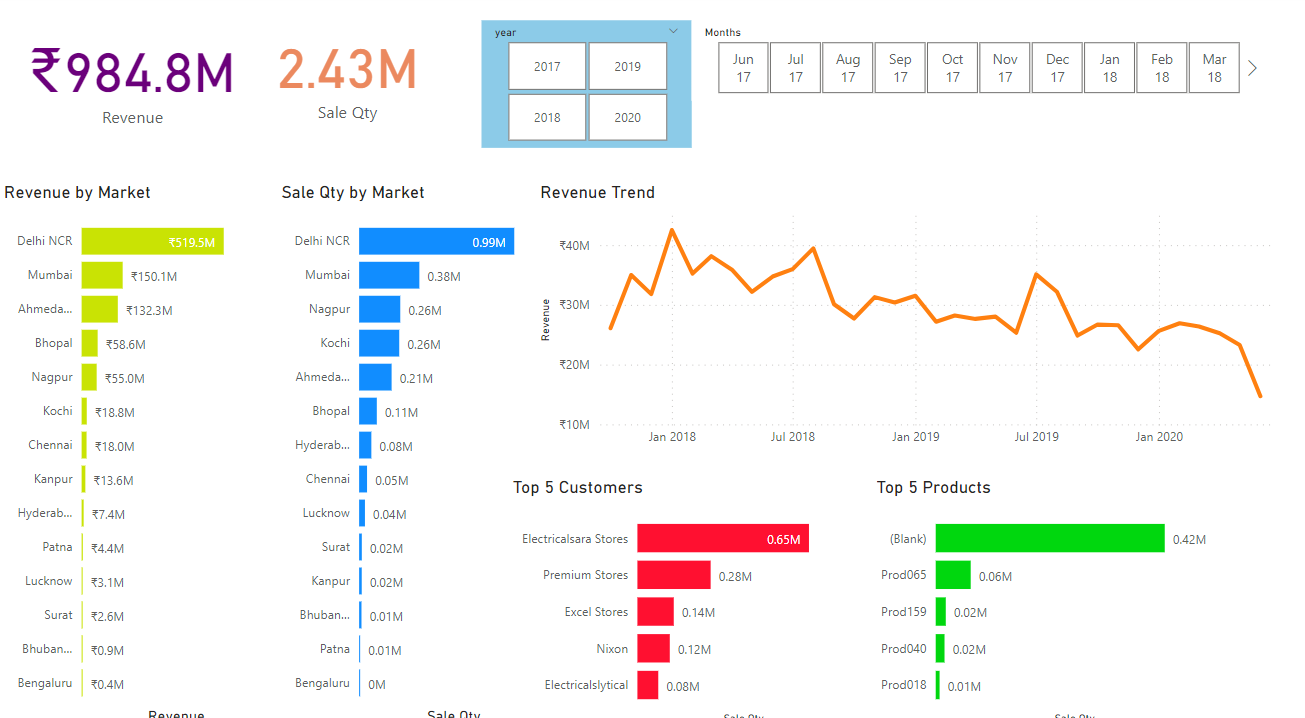 ₹984.8M
Revenue
2.43M
Sale Qty
year
2017
2019
2018
2020
Months
Jun
17
Jul
17
Aug
17
Sep
17
Oct
17
Nov
17
Dec
17
Jan
18
Feb
18
Mar
18
Revenue by Market
Delhi NCR ₹519.5M
Mumbai ₹150.1M
Ahmeda... ₹132.3M
Bhopal ₹58.6M
Nagpur ₹55.0M
Kochi ₹18.8M
Chennai ₹18.0M
Kanpur ₹13.6M
Hyderab... ₹7.4M
Patna ₹4.4M
Lucknow ₹3.1M
Surat ₹2.6M
Bhuban... ₹0.9M
Bengaluru ₹0.4M
Revenue
Sale Qty by Market
Delhi NCR 0.99M
Mumbai 0.38M
Nagpur 0.26M
Kochi 0.26M
Ahmeda... 0.21M
Bhopal 0.11M
Hyderab... 0.08M
Chennai 0.05M
Lucknow 0.04M
Surat 0.02M
Kanpur 0.02M
Bhuban... 0.01M
Patna 0.01M
Bengaluru 0M
Sale Qty
Revenue Trend
Revenue
₹40M
₹30M
₹20M
₹10M
Jan 2018 Jul 2018 Jan 2019 Jul 2019 Jan 2020
Top 5 Customers
Electricalsara Stores 0.65M
Premium Stores 0.28M
Excel Stores 0.14M
Nixon 0.12M
Electricalslytical 0.08M
Sale Qty
Top 5 Products
(Blank) 0.42M
Prod065 0.06M
Prod159 0.02M
Prod040 0.02M
Prod018 0.01M
Sale Qty